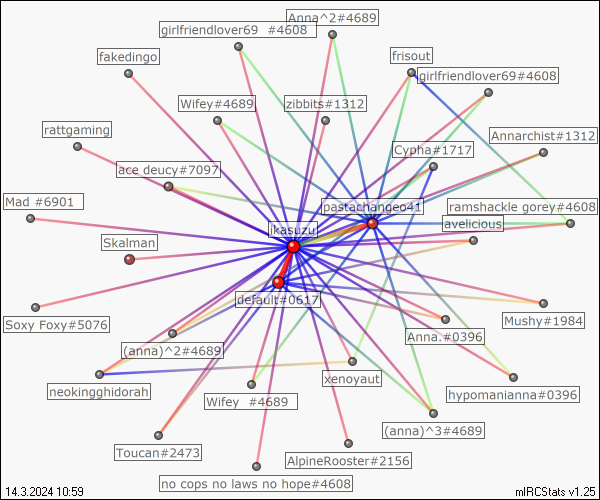 Anna^2#4689
girlfriendlover69 #4608
frisout
fakedingo
girlfriendlover69#4608
Wifey#4689
zibbits#1312
rattgaming
Annarchist#1312
Cypha#1717
ace deucy#7097
Mad #6901
pastachangeo41
ramshackle gorey#4608
avelicious
ikasuzu
Skalman
default#0617
Soxy Foxy#5076
Mushy#1984
Anna.#0396
(anna)^2#4689
xenoyaut
neokingghidorah
hypomanianna#0396
Wifey #4689
(anna)^3#4689
Toucan#2473
AlpineRooster#2156
no cops no laws no hope#4608
14.3.2024 10:59
mIRCStats v1.25